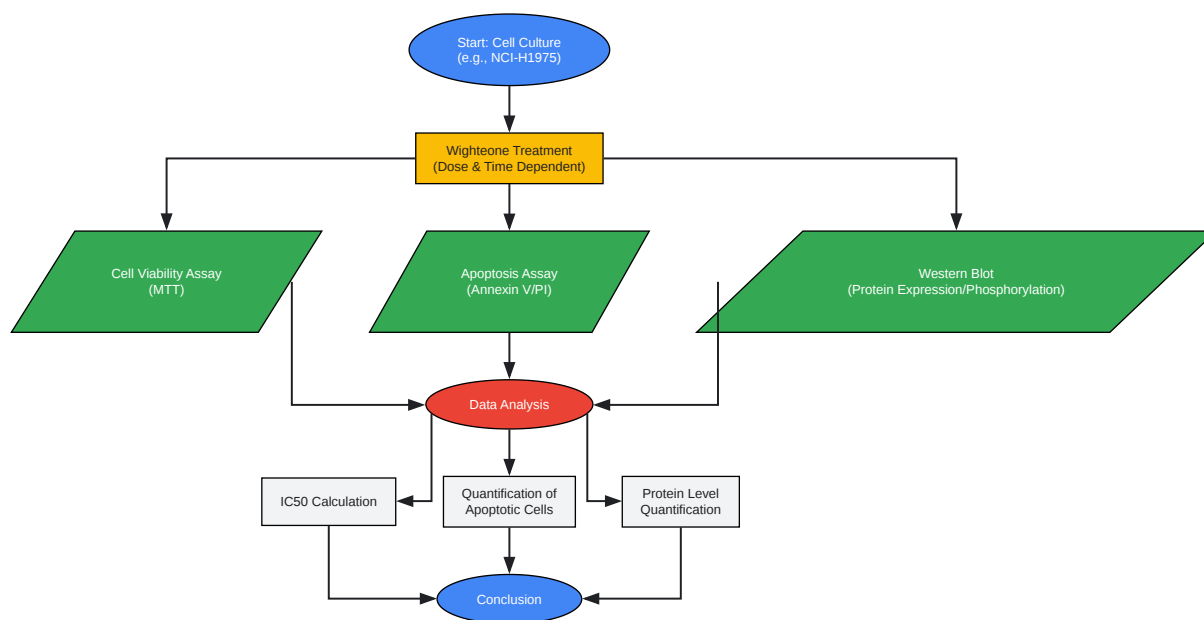 Start: Cell Culture
(e.g., NCI-H1975)
Wighteone Treatment
(Dose & Time Dependent)
Cell Viability Assay
(MTT)
Apoptosis Assay
(Annexin V/PI)
Western Blot
(Protein Expression/Phosphorylation)
Data Analysis
IC50 Calculation
Quantification of
Apoptotic Cells
Protein Level
Quantification
Conclusion